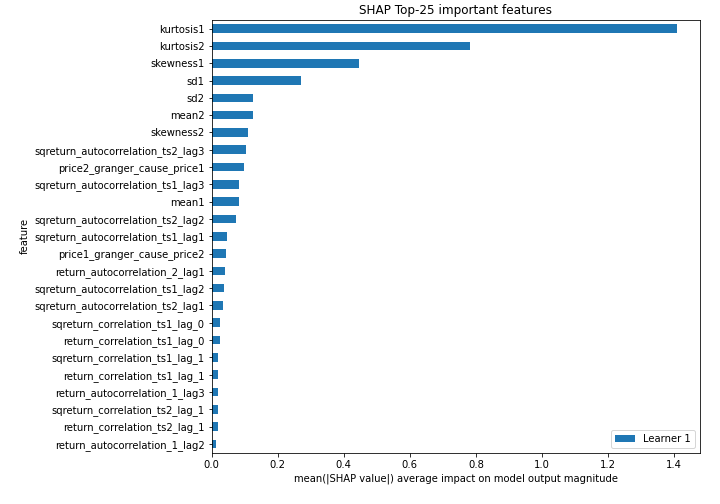 SHAP Top-25 important features
kurtosis1
kurtosis2
skewness1
sd1
sd2
mean2
skewness2
sqreturn_autocorrelation_ts2_lag3
price2_granger_cause_price1
sqreturn_autocorrelation_ts1_lag3
mean1
sqreturn_autocorrelation_ts2_lag2
sqreturn_autocorrelation_ts1_lag1
price1_granger_cause_price2
return_autocorrelation_2_lag1
sqreturn_autocorrelation_ts1_lag2
sqreturn_autocorrelation_ts2_lag1
sqreturn_correlation_ts1_lag_0
return_correlation_ts1_lag_0
sqreturn_correlation_ts1_lag_1
return_correlation_ts1_lag_1
return_autocorrelation_1_lag3
sqreturn_correlation_ts2_lag_1
return_correlation_ts2_lag_1
return_autocorrelation_1_lag2
feature
Learner 1
0.0 0.2 0.4 0.6 0.8 1.0 1.2 1.4
mean(|SHAP value|) average impact on model output magnitude